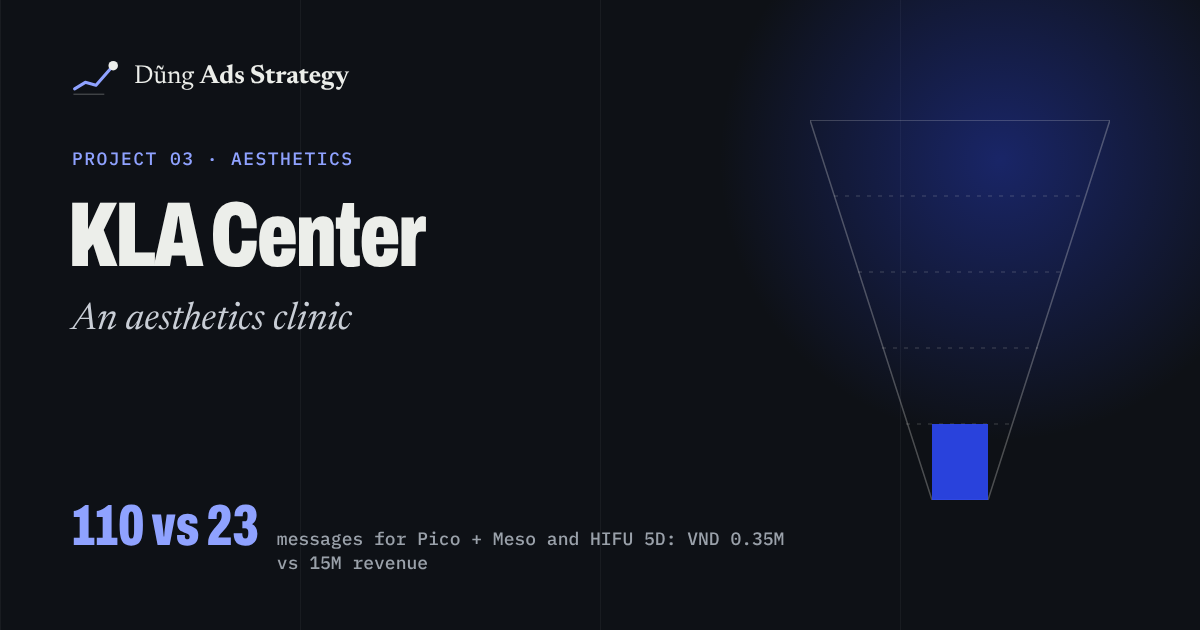 Dũng Ads Strategy
PROJECT 03 · AESTHETICS
KLA Center
An aesthetics clinic
110 vs 23
messages for Pico + Meso and HIFU 5D: VND 0.35M
vs 15M revenue